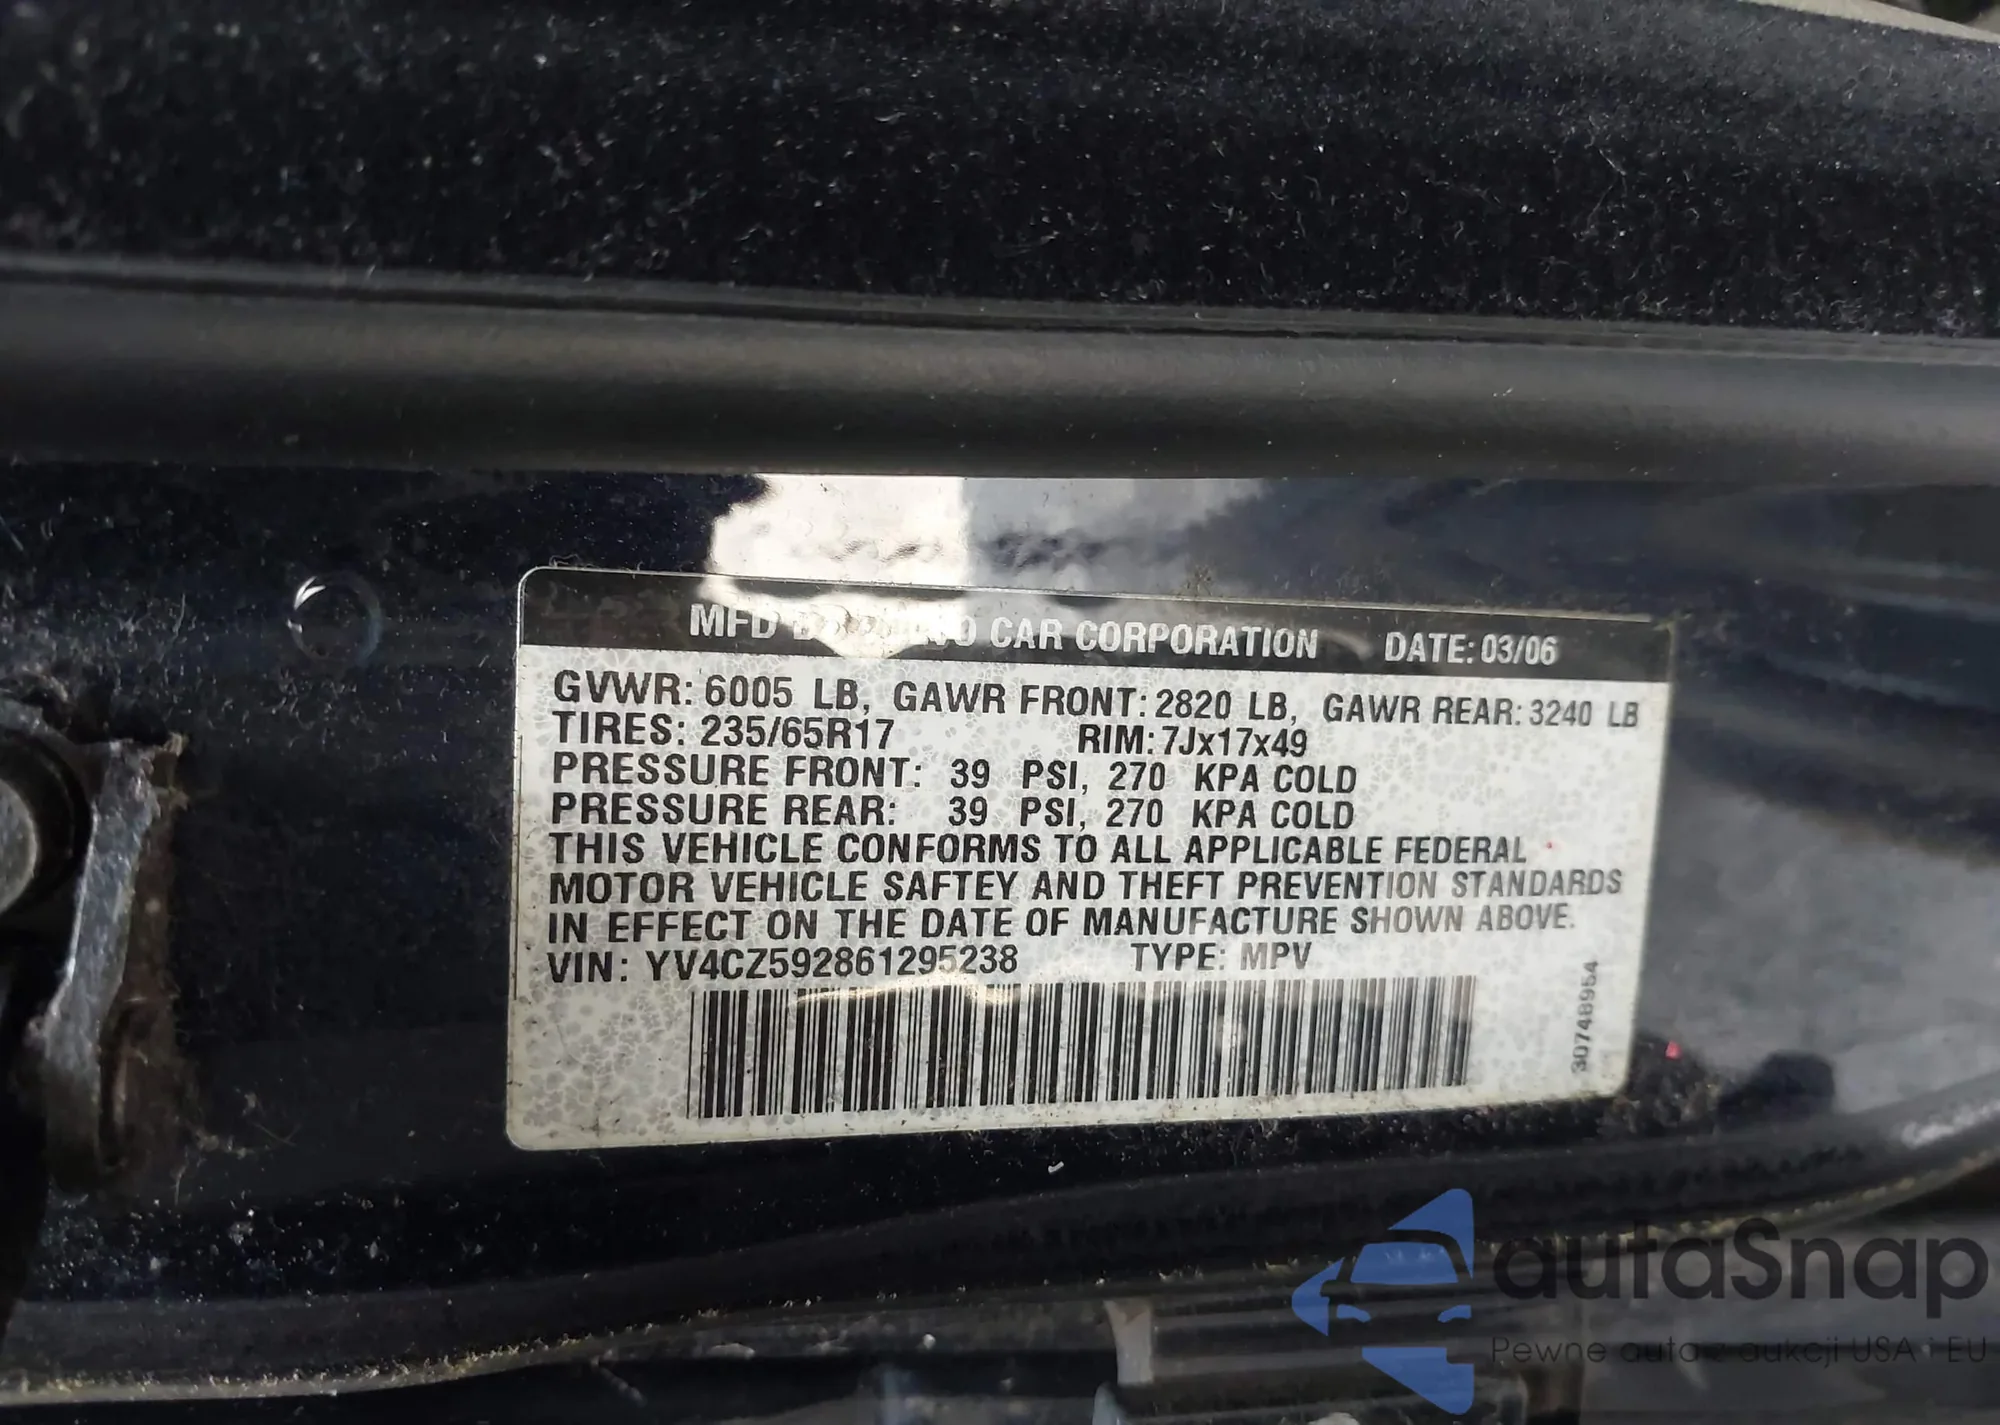 MFD BY VOLVO CAR CORPORATION DATE: 03/06
GVWR: 6005 LB, GAWR FRONT: 2820 LB, GAWR REAR: 3240 LB
TIRES: 235/65R17 RIM: 7Jx17x49
PRESSURE FRONT: 39 PSI, 270 KPA COLD
PRESSURE REAR: 39 PSI, 270 KPA COLD
THIS VEHICLE CONFORMS TO ALL APPLICABLE FEDERAL
MOTOR VEHICLE SAFTEY AND THEFT PREVENTION STANDARDS
IN EFFECT ON THE DATE OF MANUFACTURE SHOWN ABOVE.
VIN: YV4CZ592861295238 TYPE: MPV
30748954
autaSnap
Pewne auta z aukcji USA i EU